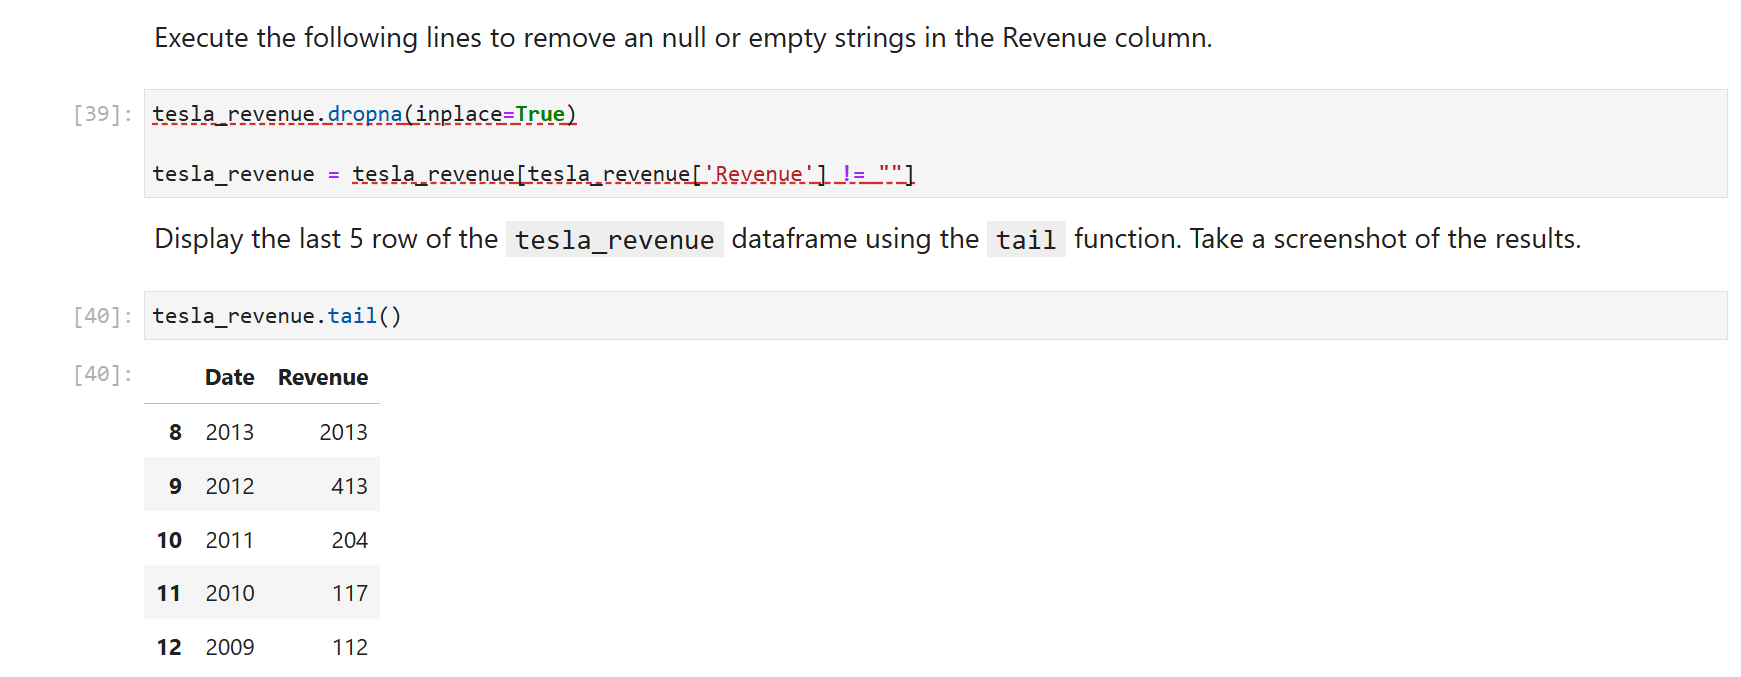 Execute the following lines to remove an null or empty strings in the Revenue column.
[39]: tesla_revenue.dropna(inplace=True)
tesla_revenue = tesla_revenue[tesla_revenue['Revenue'] != ""]
Display the last 5 row of the tesla_revenue dataframe using the tail function. Take a screenshot of the results.
[40]: tesla_revenue.tail()
[40]: Date Revenue
8 2013 2013
9 2012 413
10 2011 204
11 2010 117
12 2009 112